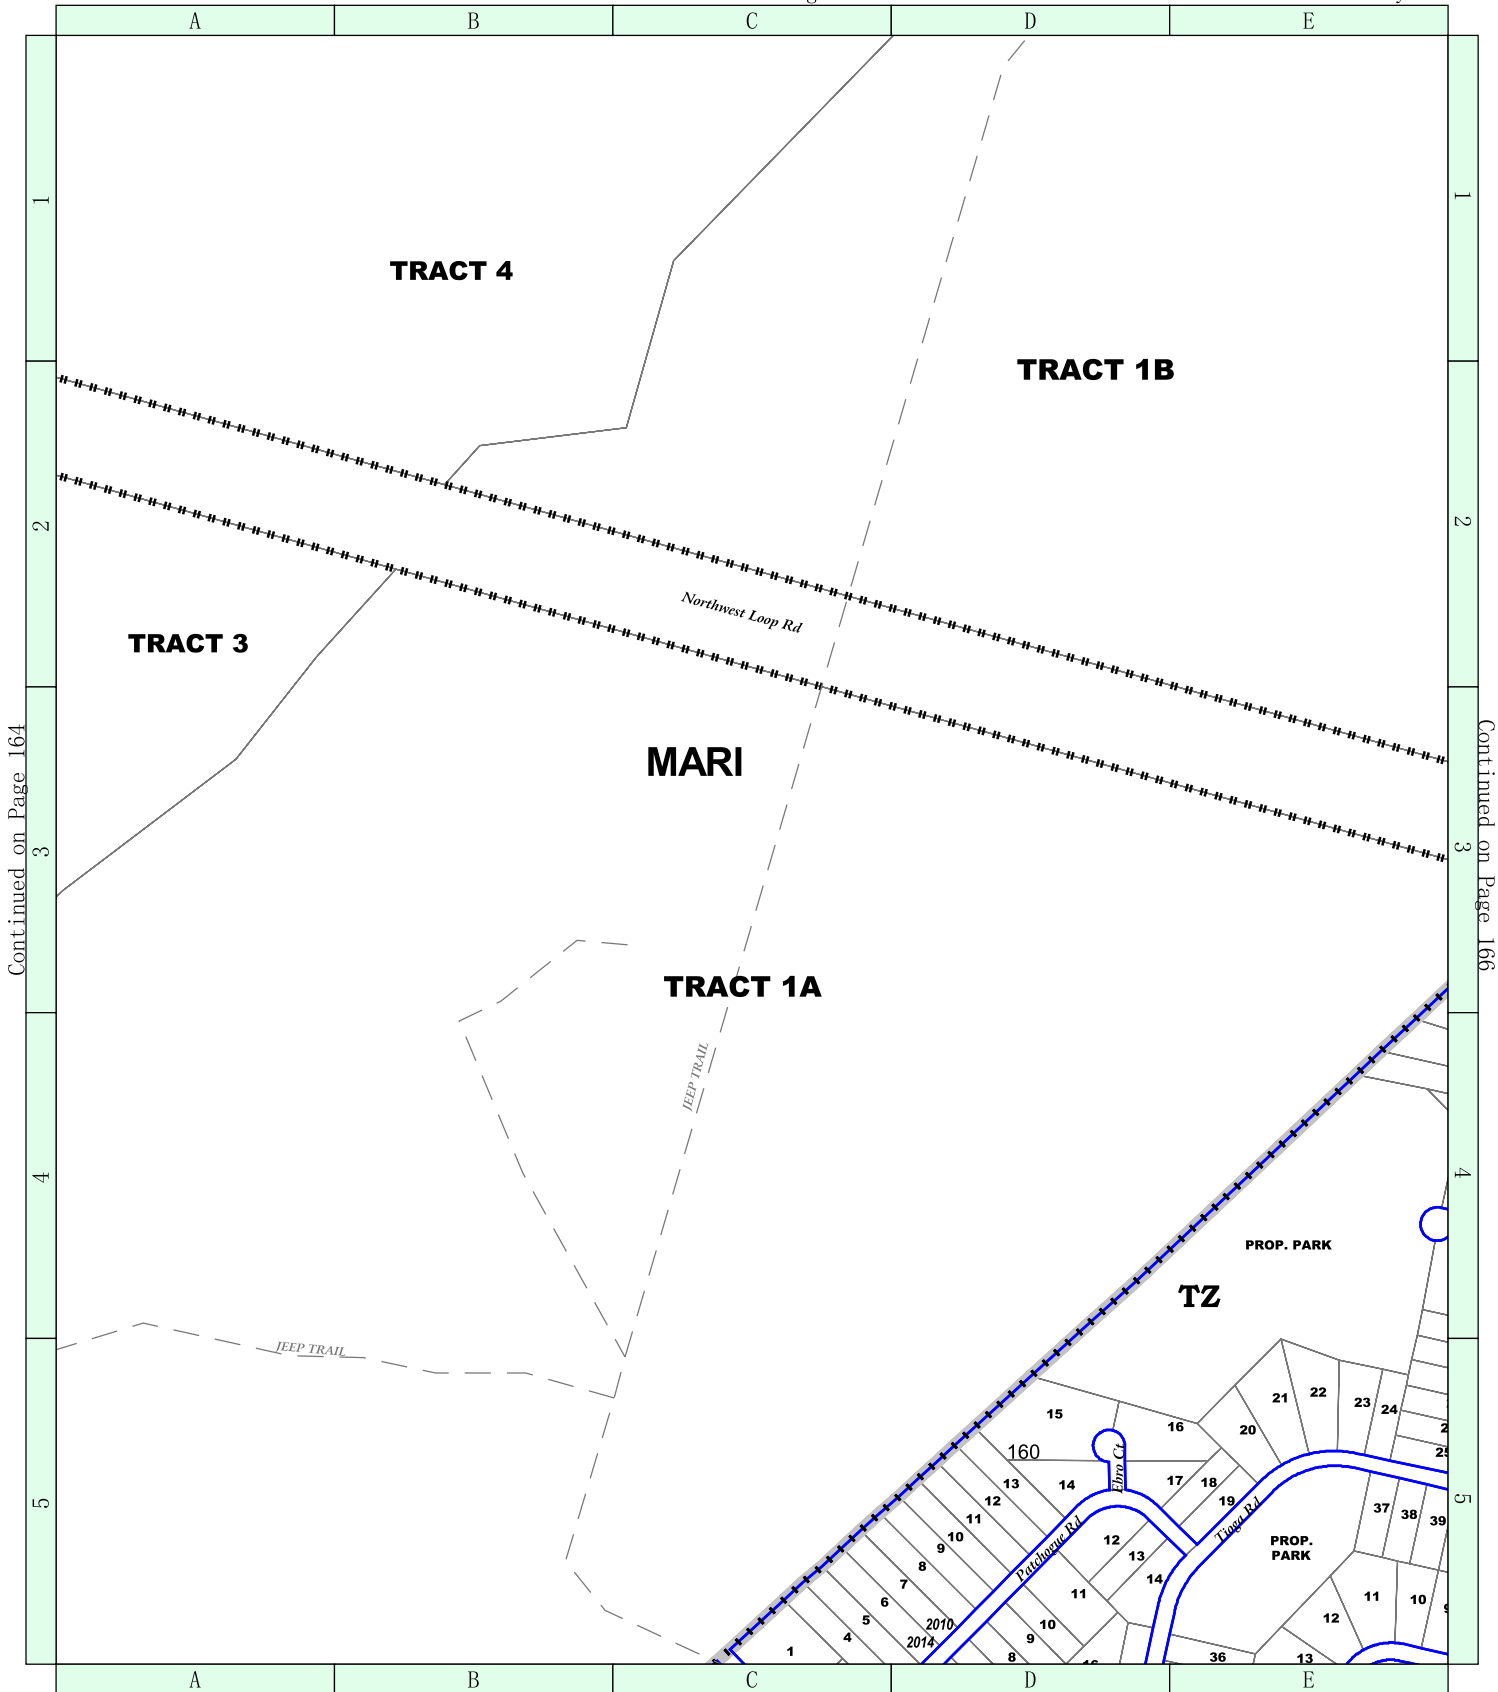 A B C D E
1
1
TRACT 4
TRACT 1B
2
2
Northwest Loop Rd
TRACT 3
Continued on Page 164
Continued on Page 166
MARI
3
3
TRACT 1A
JEEP TRAIL
4
4
PROP. PARK
TZ
JEEP TRAIL
21 22 23 24
15 16 20
160
Ebro Ct
13 14 17 18 19
12
11
10
9
8
7
6
5
4
1
5
5
Tioga Rd
Patchogue Rd
37 38 39
PROP.
PARK
12
13
14
11
10
9
8
2010
2014
11 10
12
13
36
A B C D E